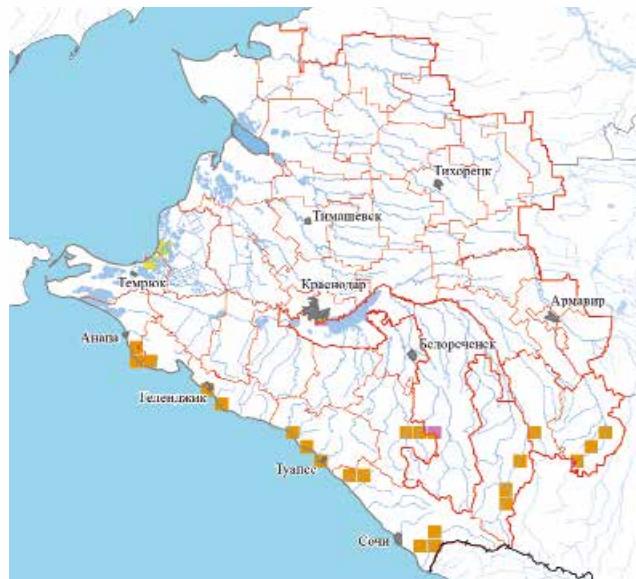 Тихорецк
Тимашевск
Темрюк
Краснодар
Армавир
Анапа
Белореченск
Геленджик
Туапсе
Сочи